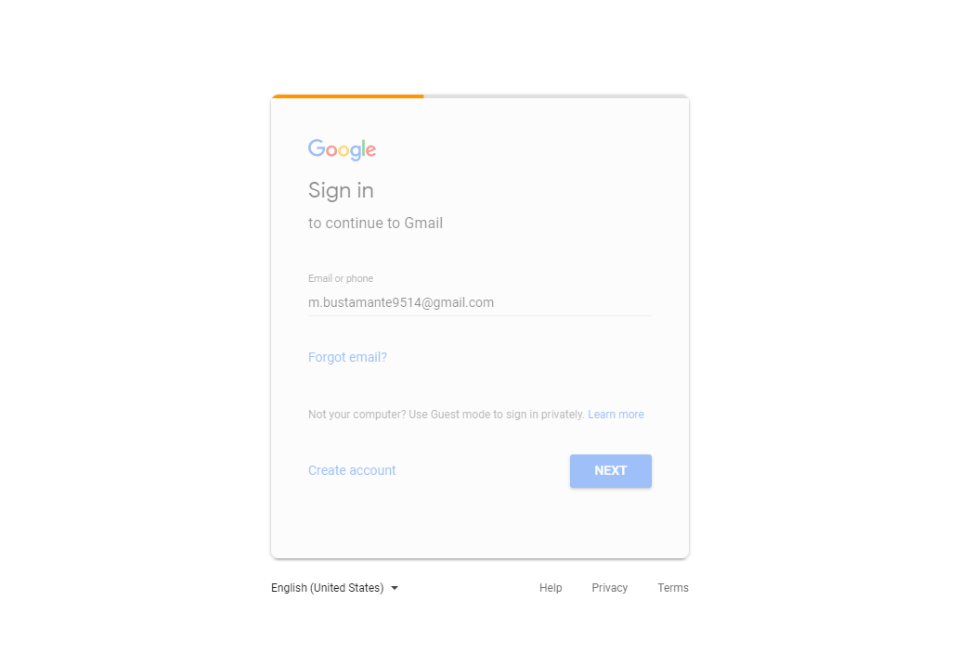 Google
Sign in
to continue to Gmail
Email or phone
m.bustamante9514@gmail.com
Forgot email?
Not your computer? Use Guest mode to sign in privately. Learn more
Create account NEXT
English (United States) Help Privacy Terms